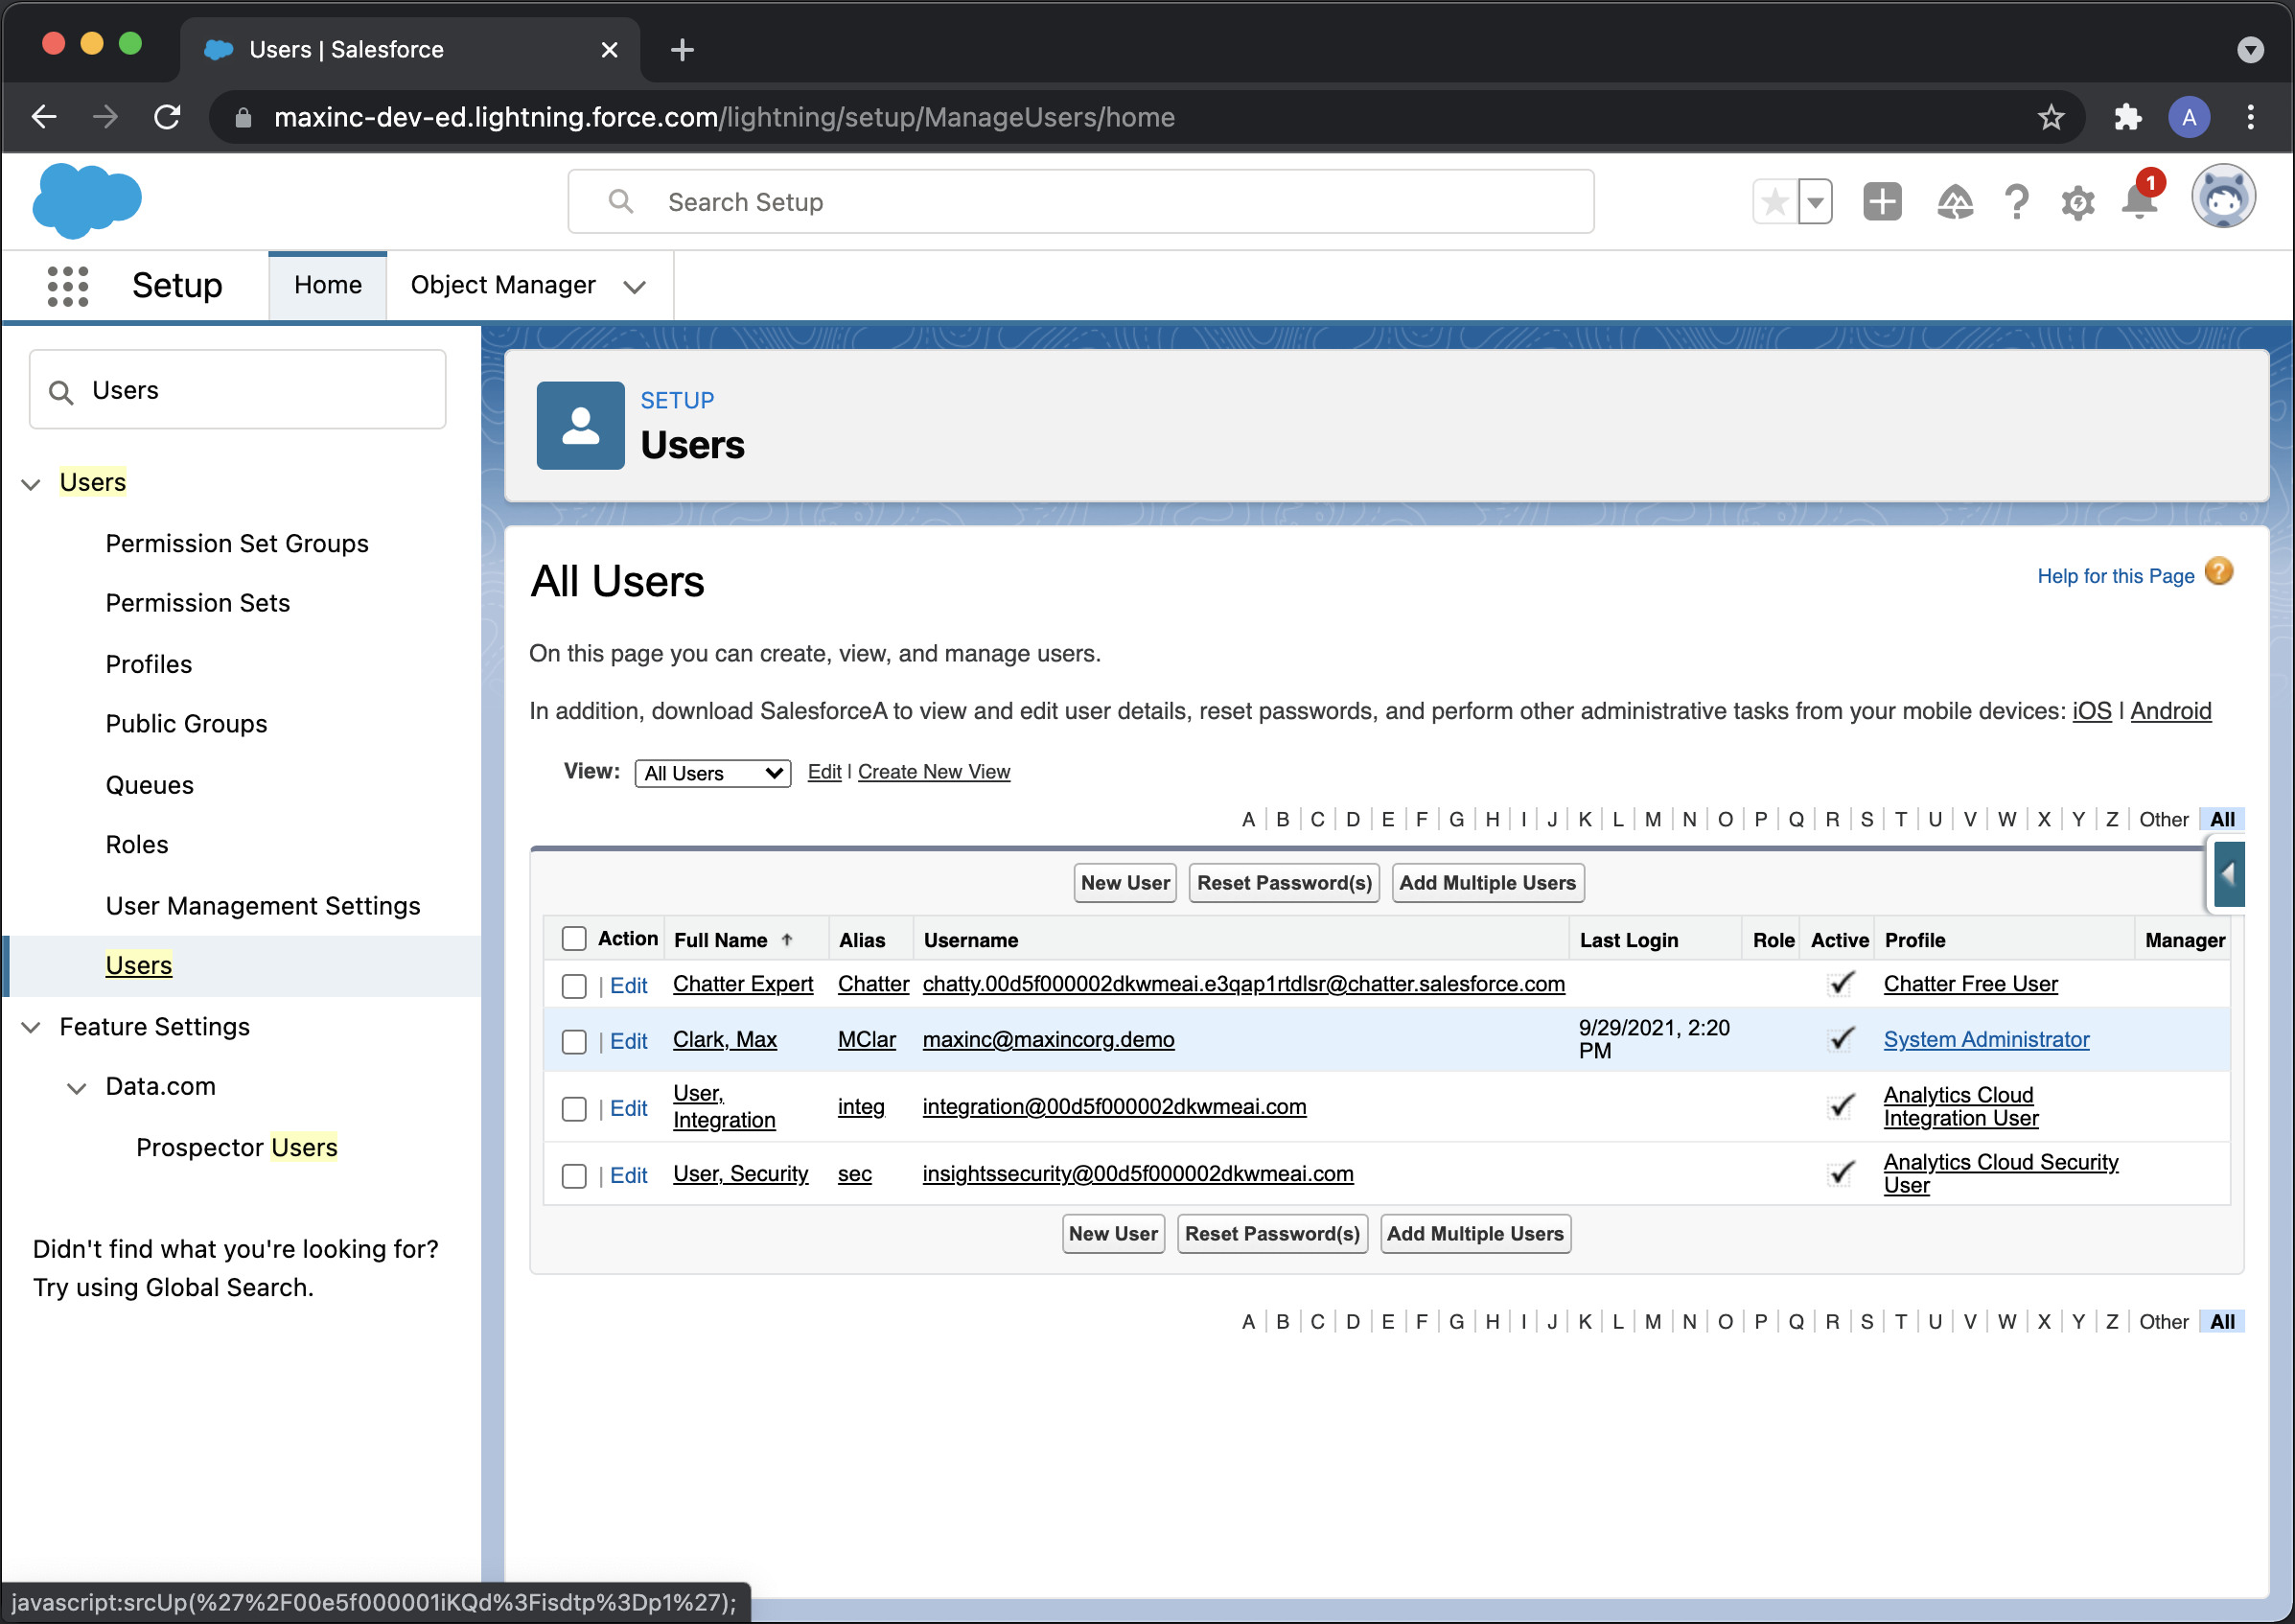 Users | Salesforce
maxinc-dev-ed.lightning.force.com/lightning/setup/ManageUsers/home
A
Search Setup
1
Setup
Home
Object Manager
Users
Users
Permission Set Groups
Permission Sets
Profiles
Public Groups
Queues
Roles
User Management Settings
Users
Feature Settings
Data.com
Prospector Users
Didn't find what you're looking for?
Try using Global Search.
SETUP
Users
All Users
Help for this Page ?
On this page you can create, view, and manage users.
In addition, download SalesforceA to view and edit user details, reset passwords, and perform other administrative tasks from your mobile devices: iOS | Android
View: All Users Edit | Create New View
A | B | C | D | E | F | G | H | I | J | K | L | M | N | O | P | Q | R | S | T | U | V | W | X | Y | Z | Other | All
New User Reset Password(s) Add Multiple Users
Action Full Name ↑ Alias Username Last Login Role Active Profile Manager
| Edit Chatter Expert Chatter chatty.00d5f000002dkwmeai.e3qap1rtdlsr@chatter.salesforce.com Chatter Free User
| Edit Clark, Max MClar maxinc@maxincorg.demo 9/29/2021, 2:20 System Administrator
PM
| Edit User, integ integration@00d5f000002dkwmeai.com Analytics Cloud
Integration Integration User
| Edit User, Security sec insightssecurity@00d5f000002dkwmeai.com Analytics Cloud Security
User
New User Reset Password(s) Add Multiple Users
A | B | C | D | E | F | G | H | I | J | K | L | M | N | O | P | Q | R | S | T | U | V | W | X | Y | Z | Other | All
javascript:srcUp(%27%2F00e5f000001iKQd%3Fisdtp%3Dp1%27);